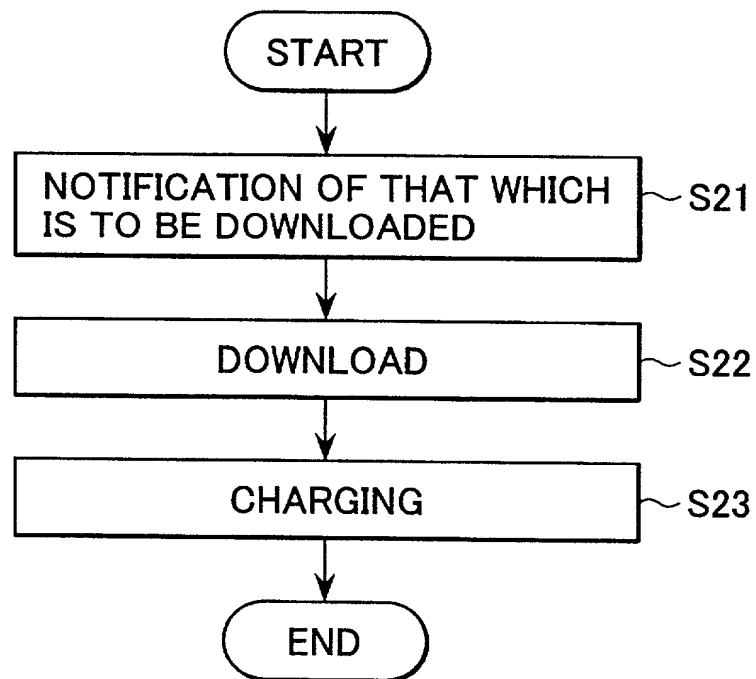 START
NOTIFICATION OF THAT WHICH
IS TO BE DOWNLOADED
S21
DOWNLOAD
S22
CHARGING
S23
END